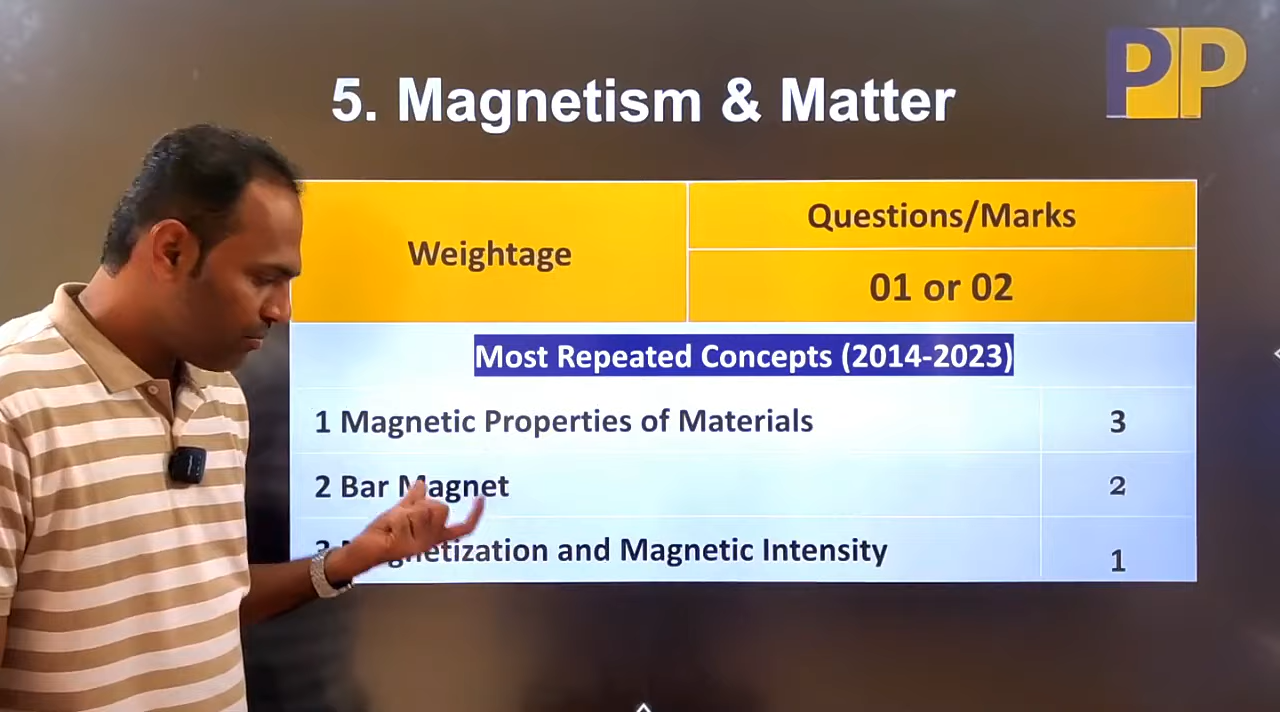 PP
5. Magnetism & Matter
Weightage
Questions/Marks
01 or 02
Most Repeated Concepts (2014-2023)
1 Magnetic Properties of Materials 3
2 Bar Magnet 2
and Magnetic Intensity 1